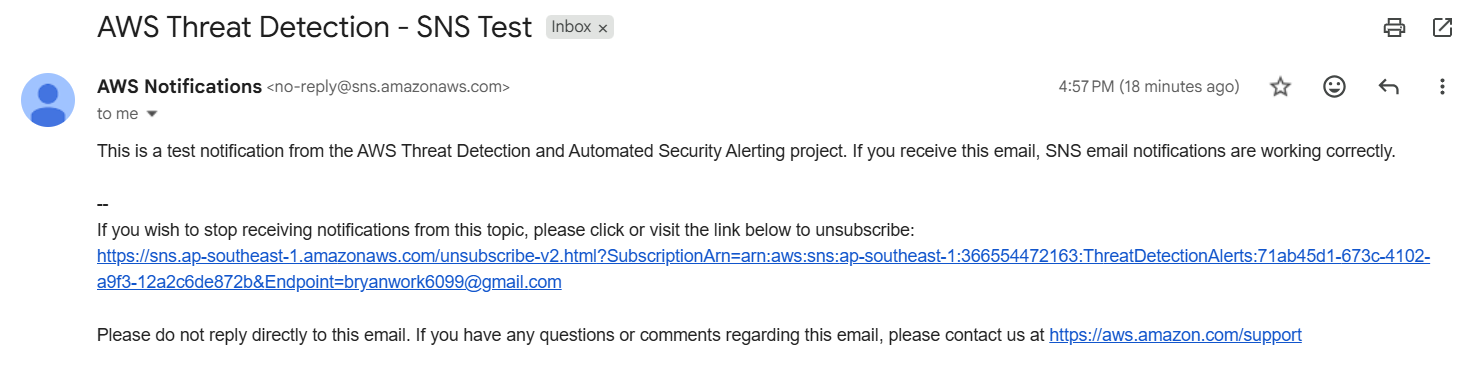 AWS Threat Detection - SNS Test Inbox ×
AWS Notifications <no-reply@sns.amazonaws.com> 4:57 PM (18 minutes ago)
to me
This is a test notification from the AWS Threat Detection and Automated Security Alerting project. If you receive this email, SNS email notifications are working correctly.
--
If you wish to stop receiving notifications from this topic, please click or visit the link below to unsubscribe:
https://sns.ap-southeast-1.amazonaws.com/unsubscribe-v2.html?SubscriptionArn=arn:aws:sns:ap-southeast-1:366554472163:ThreatDetectionAlerts:71ab45d1-673c-4102-
a9f3-12a2c6de872b&Endpoint=bryanwork6099@gmail.com
Please do not reply directly to this email. If you have any questions or comments regarding this email, please contact us at https://aws.amazon.com/support